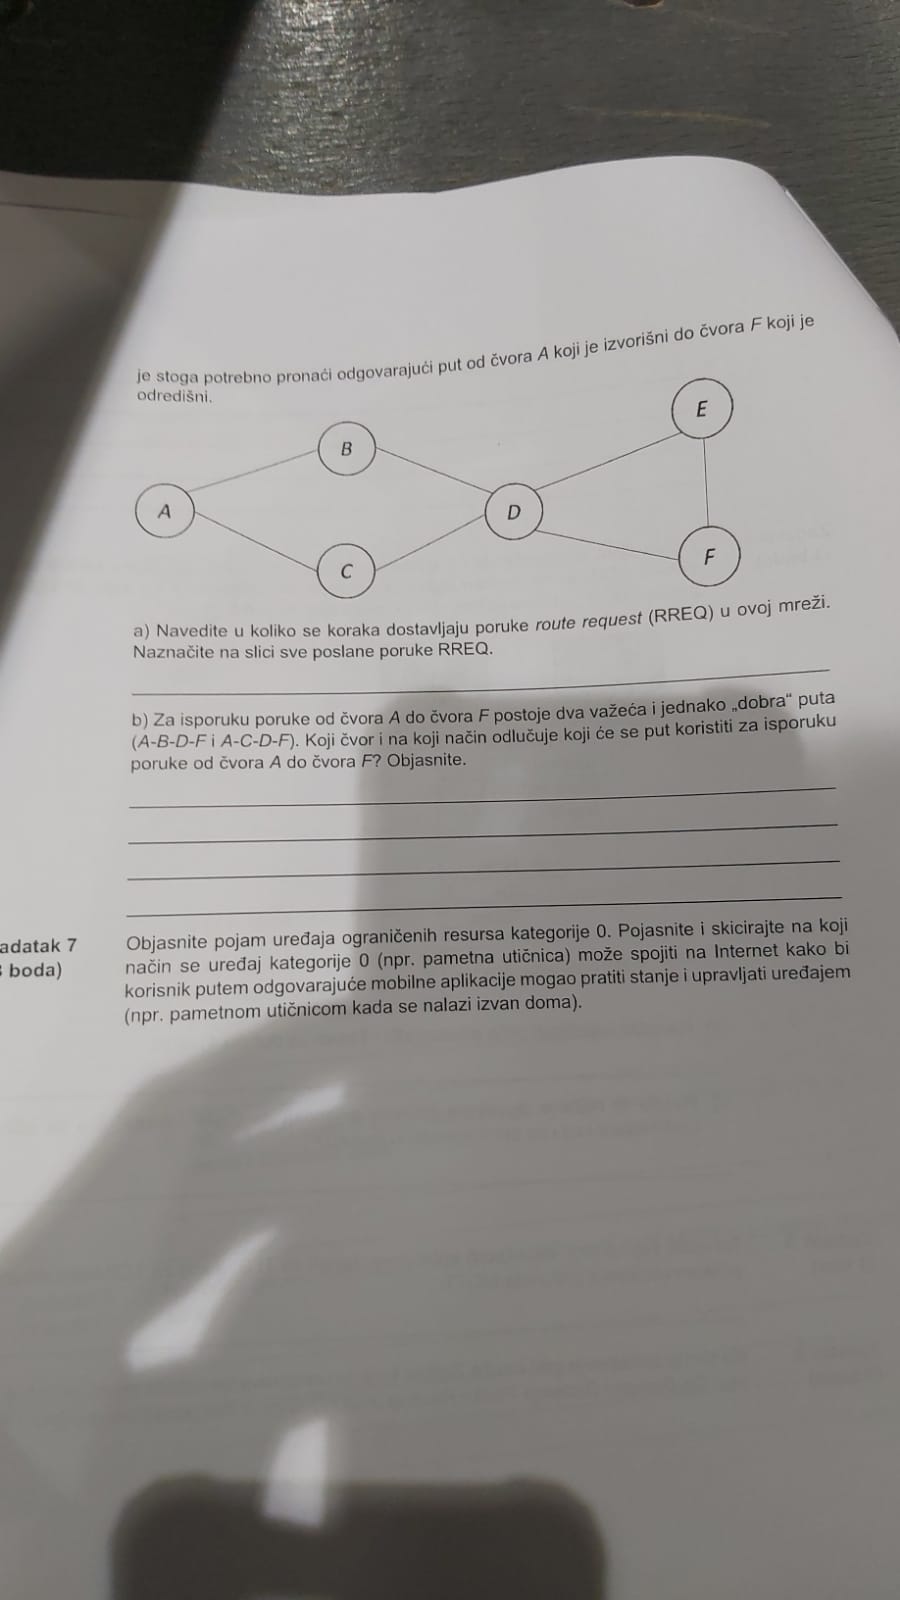 je stoga potrebno pronaći odgovarajući put od čvora A koji je izvorišni do čvora F koji je
odredišni.
E
B
A
D
C
F
a) Navedite u koliko se koraka dostavljaju poruke route request (RREQ) u ovoj mreži.
Naznačite na slici sve poslane poruke RREQ.
b) Za isporuku poruke od čvora A do čvora F postoje dva važeća i jednako „dobra“ puta
(A-B-D-F i A-C-D-F). Koji čvor i na koji način odlučuje koji će se put koristiti za isporuku
poruke od čvora A do čvora F? Objasnite.
adatak 7
boda)
Objasnite pojam uređaja ograničenih resursa kategorije 0. Pojasnite i skicirajte na koji
način se uređaj kategorije 0 (npr. pametna utičnica) može spojiti na Internet kako bi
korisnik putem odgovarajuće mobilne aplikacije mogao pratiti stanje i upravljati uređajem
(npr. pametnom utičnicom kada se nalazi izvan doma).